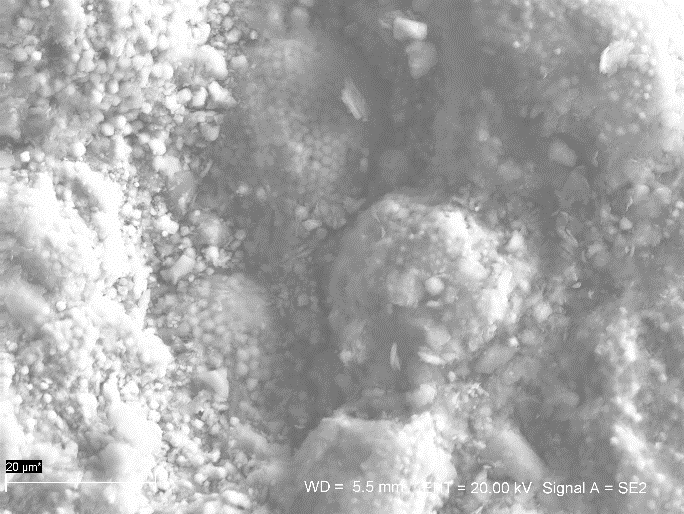 20 µm*
WD = 5.5 mm EHT = 20.00 kV Signal A = SE2